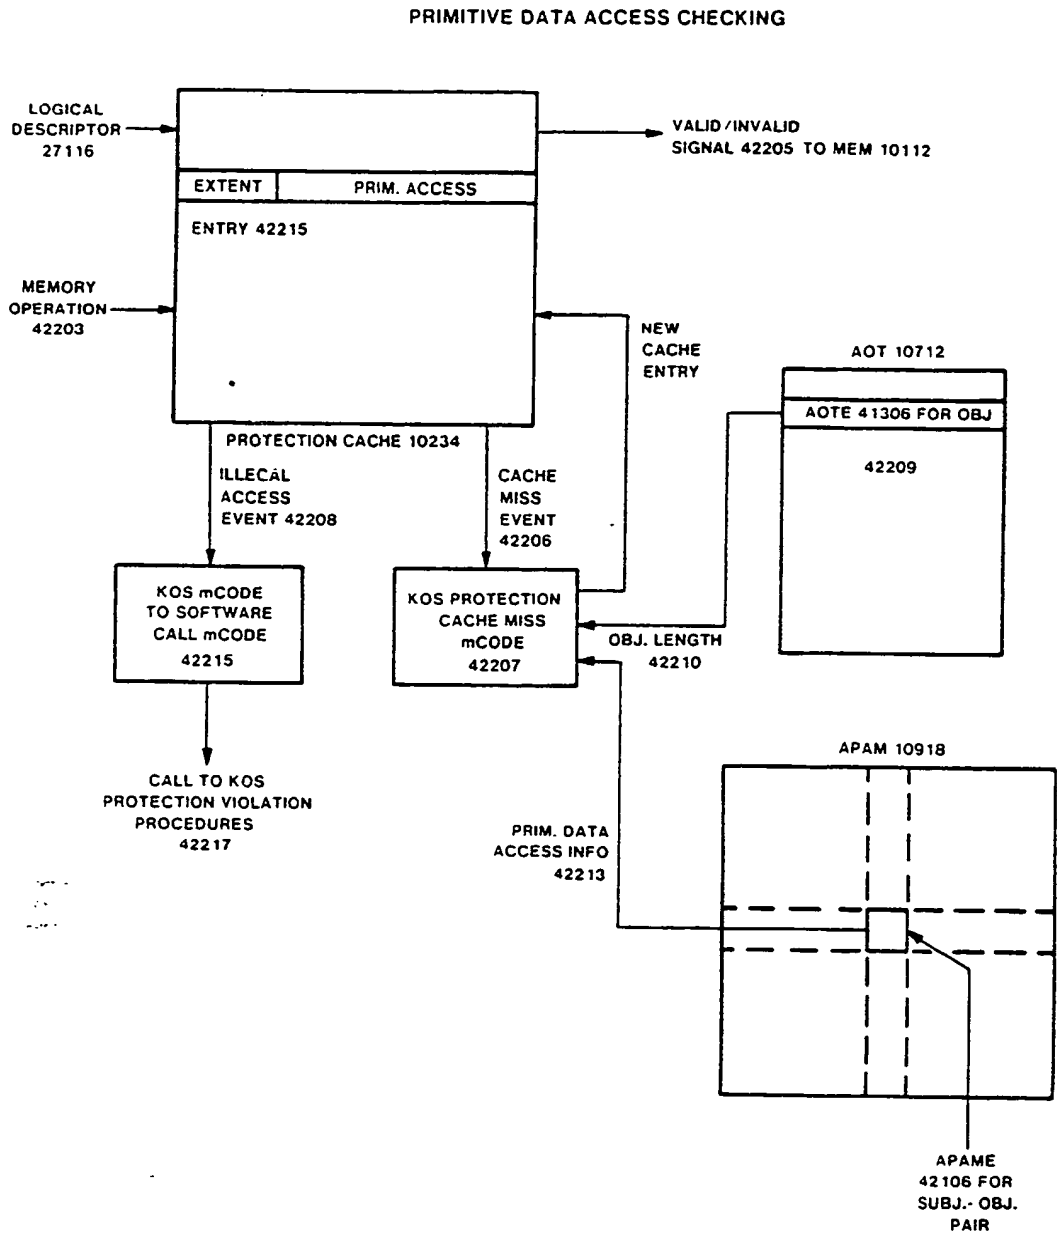 PRIMITIVE DATA ACCESS CHECKING
LOGICAL
DESCRIPTOR
27116
VALID/INVALID
SIGNAL 42205 TO MEM 10112
EXTENT
PRIM. ACCESS
ENTRY 42215
MEMORY
OPERATION
42203
NEW
CACHE
ENTRY
AOT 10712
AOTE 41306 FOR OBJ
42209
PROTECTION CACHE 10234
ILLEGAL
ACCESS
EVENT 42208
CACHE
MISS
EVENT
42206
KOS mCODE
TO SOFTWARE
CALL mCODE
42215
KOS PROTECTION
CACHE MISS
mCODE
42207
OBJ. LENGTH
42210
CALL TO KOS
PROTECTION VIOLATION
PROCEDURES
42217
APAM 10918
PRIM. DATA
ACCESS INFO
42213
APAME
42106 FOR
SUBJ.- OBJ.
PAIR